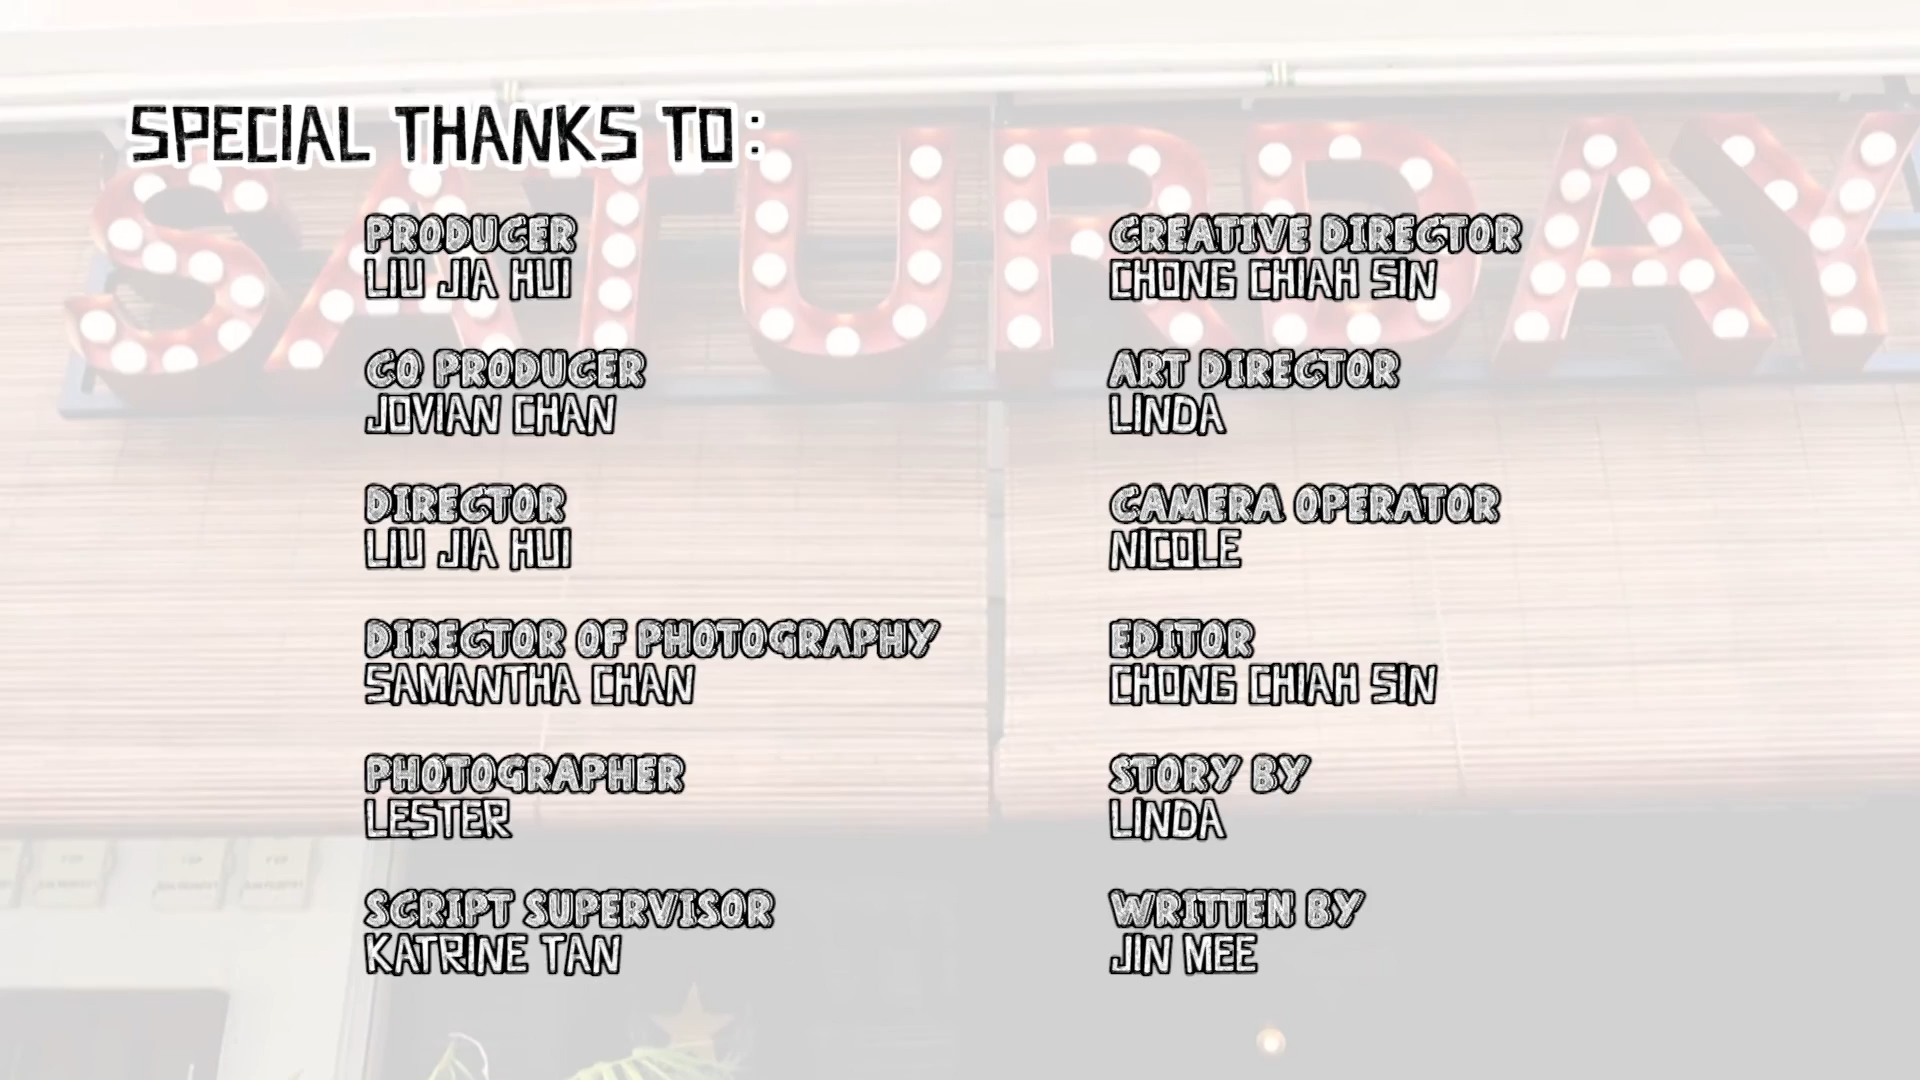 SPECIAL THANKS TO:
SATURDAY
PRODUCER
LIU JIA HUI
CO PRODUCER
JOVIAN CHAN
DIRECTOR
LIU JIA HUI
DIRECTOR OF PHOTOGRAPHY
SAMANTHA CHAN
PHOTOGRAPHER
LESTER
SCRIPT SUPERVISOR
KATRINE TAN
CREATIVE DIRECTOR
CHONG CHIAH SIN
ART DIRECTOR
LINDA
CAMERA OPERATOR
NICOLE
EDITOR
CHONG CHIAH SIN
STORY BY
LINDA
WRITTEN BY
JIN MEE